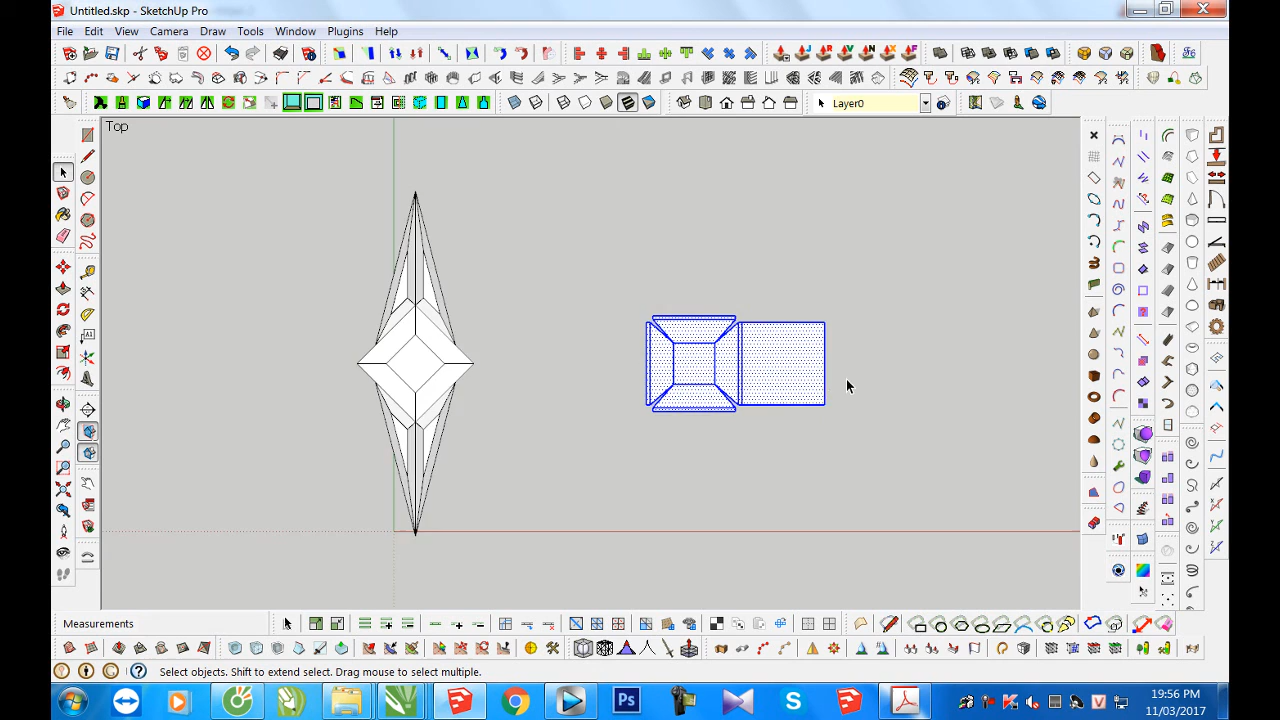 Untitled.skp - SketchUp Pro
File Edit View Camera Draw Tools Window Plugins Help
Layer0
Top
Measurements
Select objects. Shift to extend select. Drag mouse to select multiple.
19:56 PM
11/03/2017